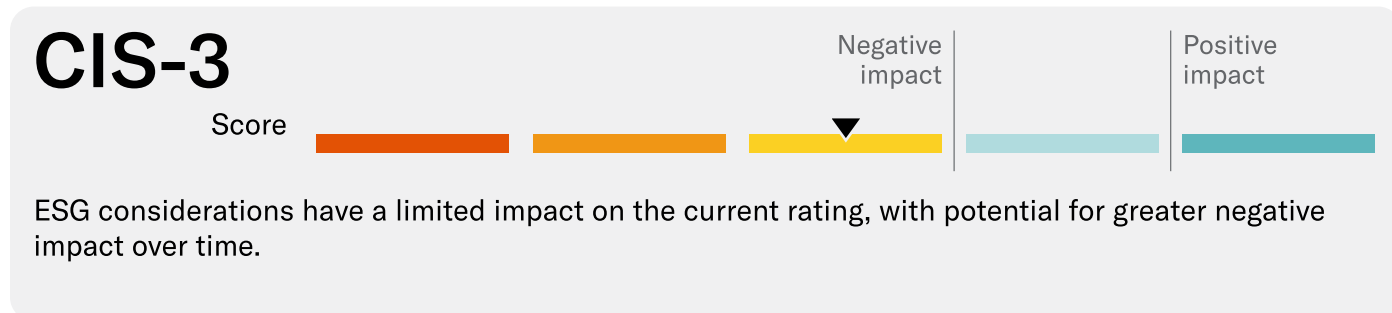 CIS-3
Negative
impact
Positive
impact
Score
ESG considerations have a limited impact on the current rating, with potential for greater negative
impact over time.